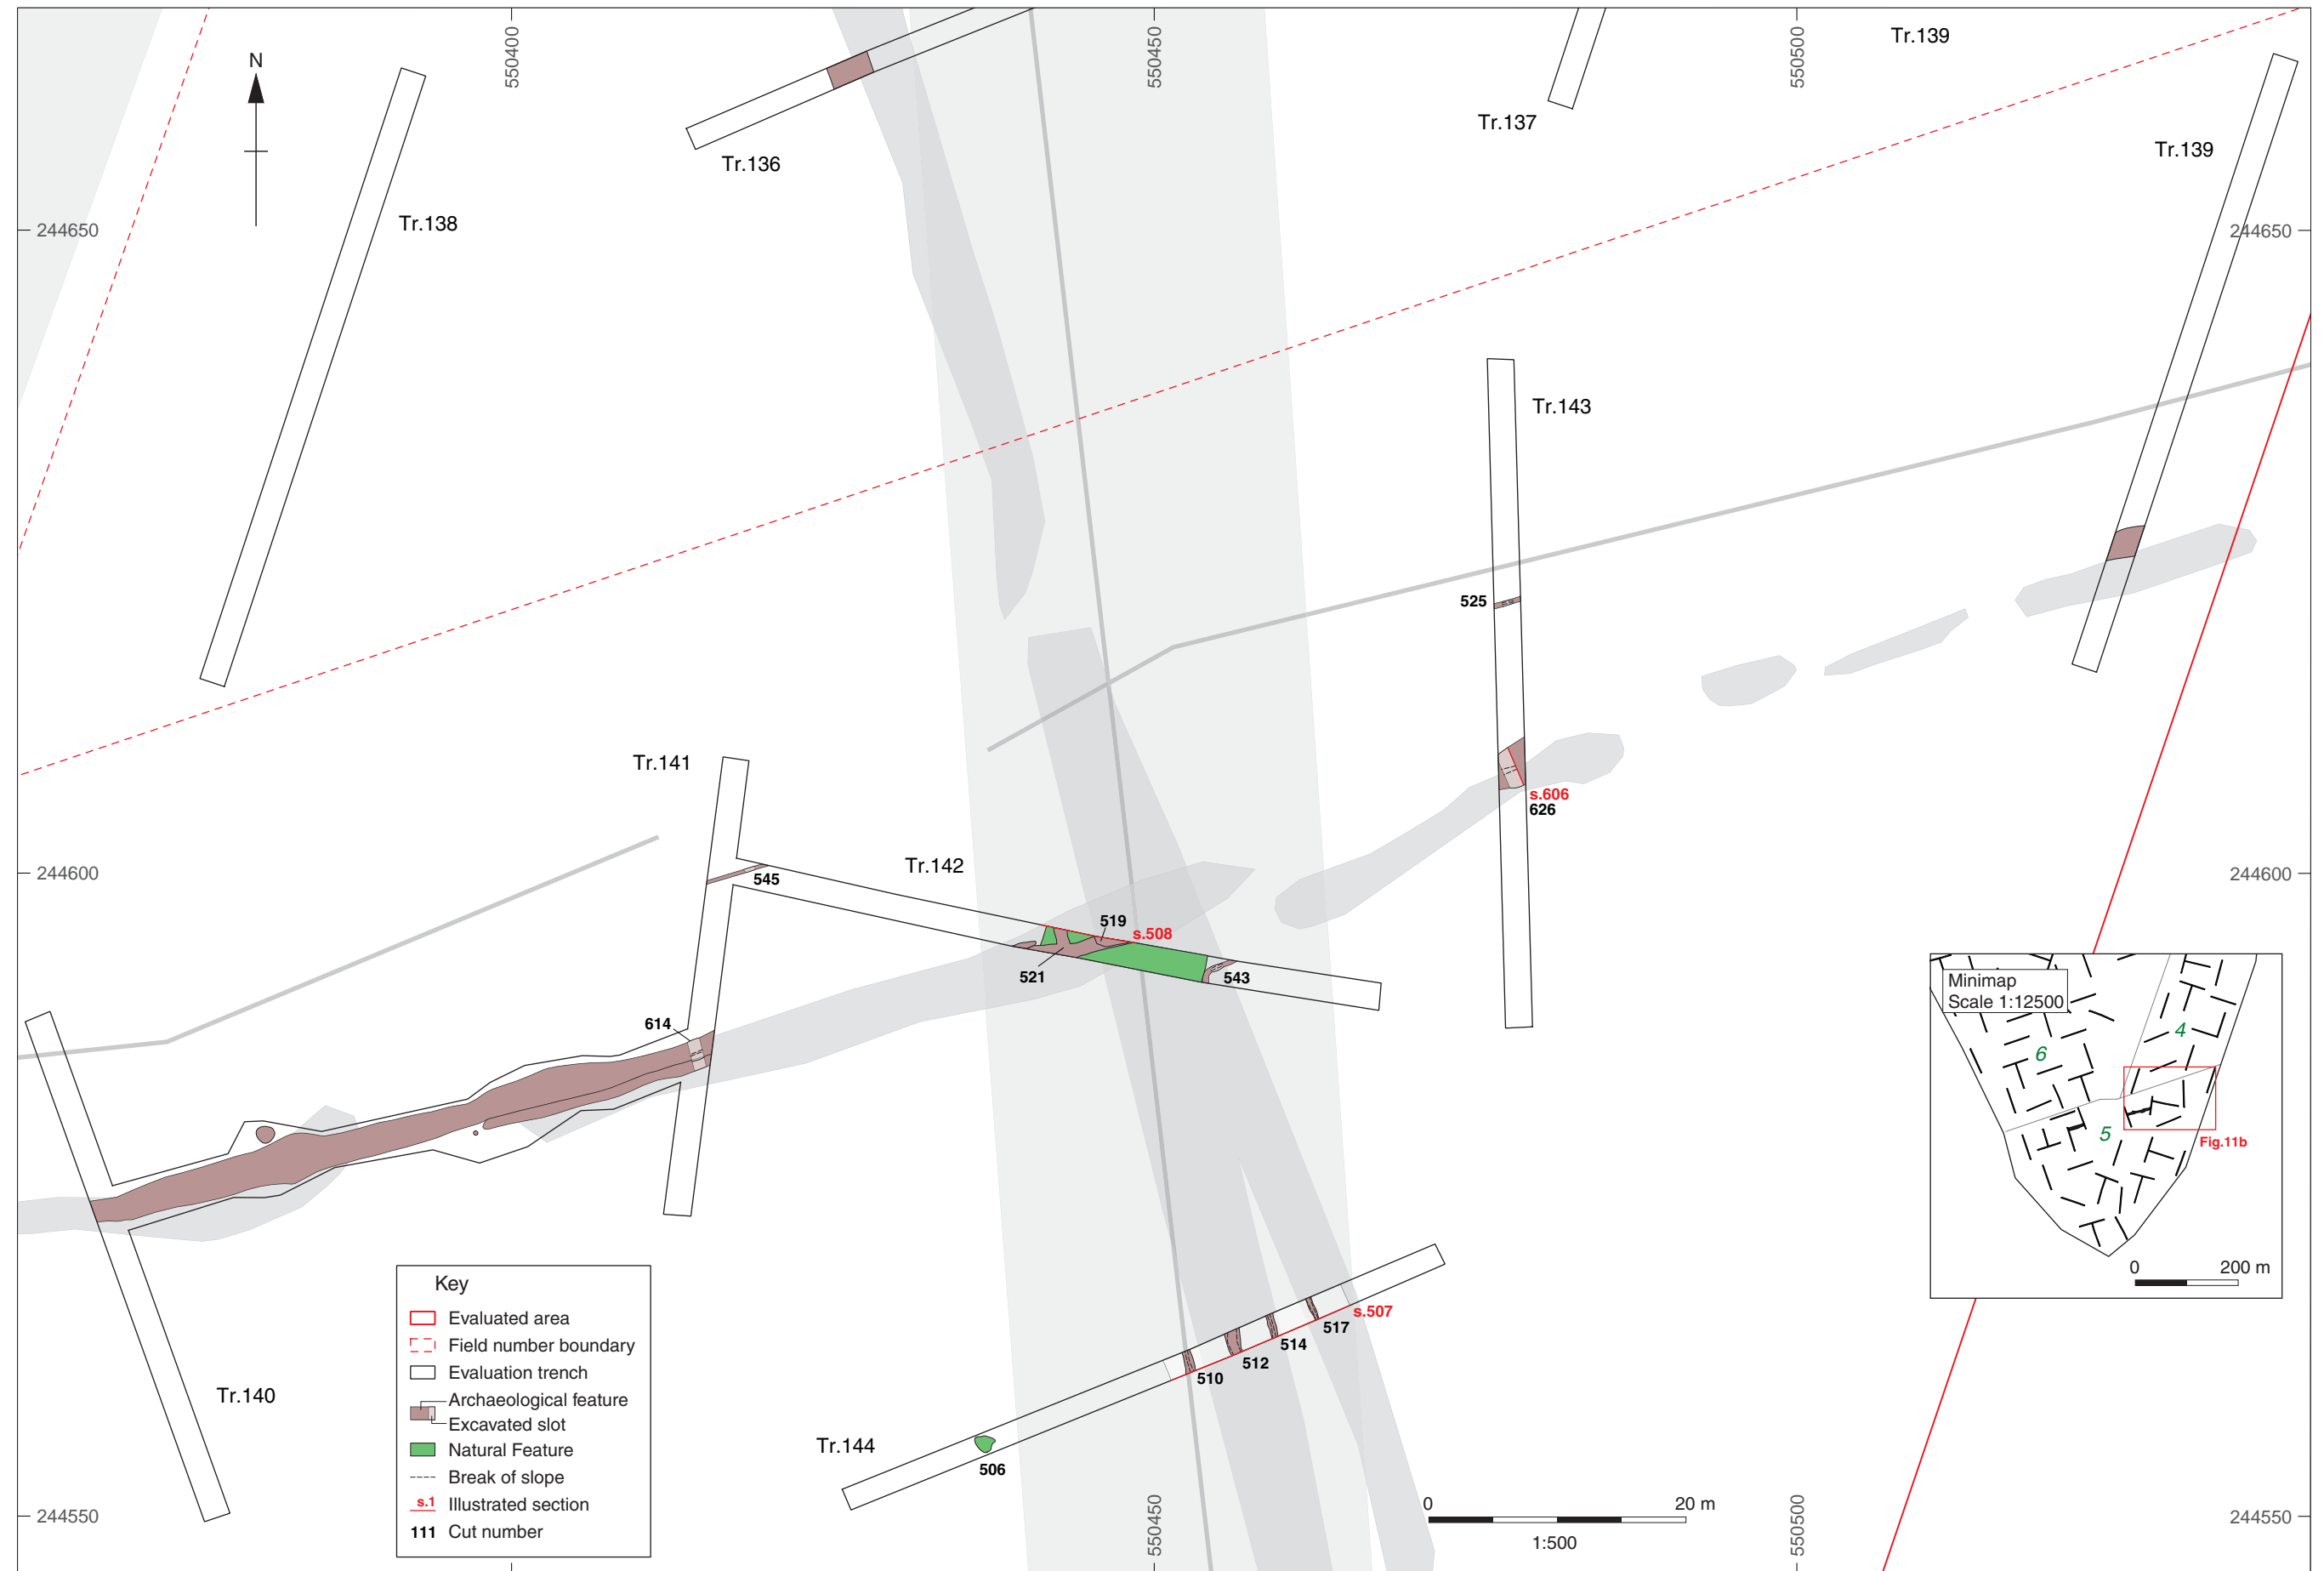 550400
550450
550500
Tr.139
N
Tr.137
Tr.139
Tr.136
Tr.138
244650
244650
Tr.143
525
Tr.141
s.606
626
Tr.142
244600
545
244600
519
s.508
521
543
614
Minimap
Scale 1:12500
4
6
5
Fig.11b
0
200 m
Key
Evaluated area
Field number boundary
Evaluation trench
Archaeological feature
Excavated slot
Natural Feature
Break of slope
s.1 Illustrated section
111 Cut number
s.507
517
514
512
510
Tr.140
Tr.144
506
0
20 m
1:500
244550
550450
550500
244550